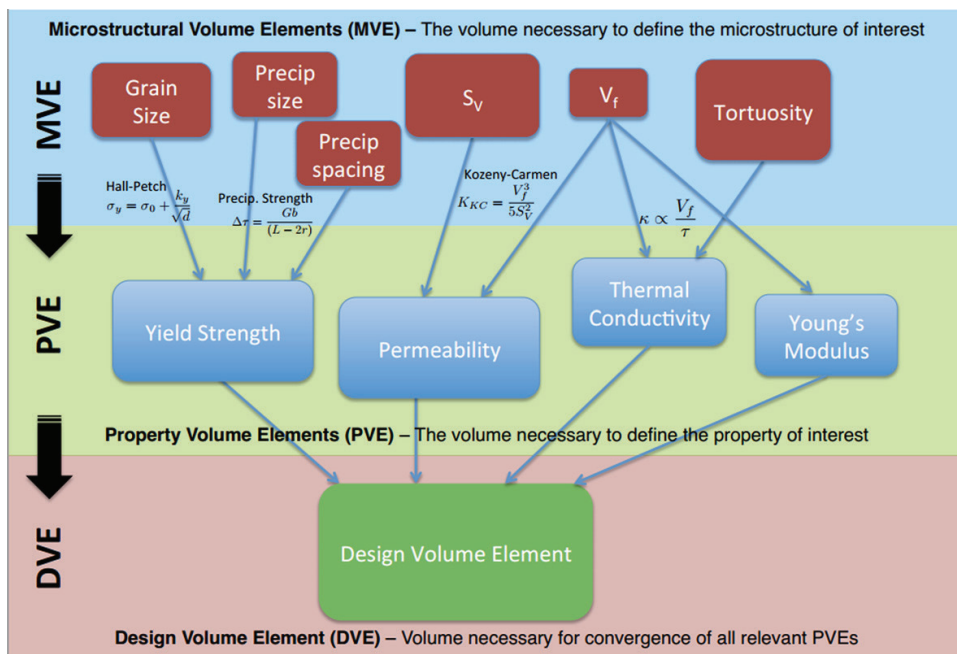 Microstructural Volume Elements (MVE) – The volume necessary to define the microstructure of interest
MVE
Grain
Size
Precip
size
Precip
spacing
S_V
V_f
Tortuosity
Hall-Petch
σ_y = σ_0 + k_y/√d
Precip. Strength
Δτ = Gb/(L − 2r)
Kozeny-Carmen
K_KC = V_f^3/5S_V^2
κ ∝ V_f/τ
PVE
Yield Strength
Permeability
Thermal
Conductivity
Young's
Modulus
Property Volume Elements (PVE) – The volume necessary to define the property of interest
DVE
Design Volume Element
Design Volume Element (DVE) – Volume necessary for convergence of all relevant PVEs